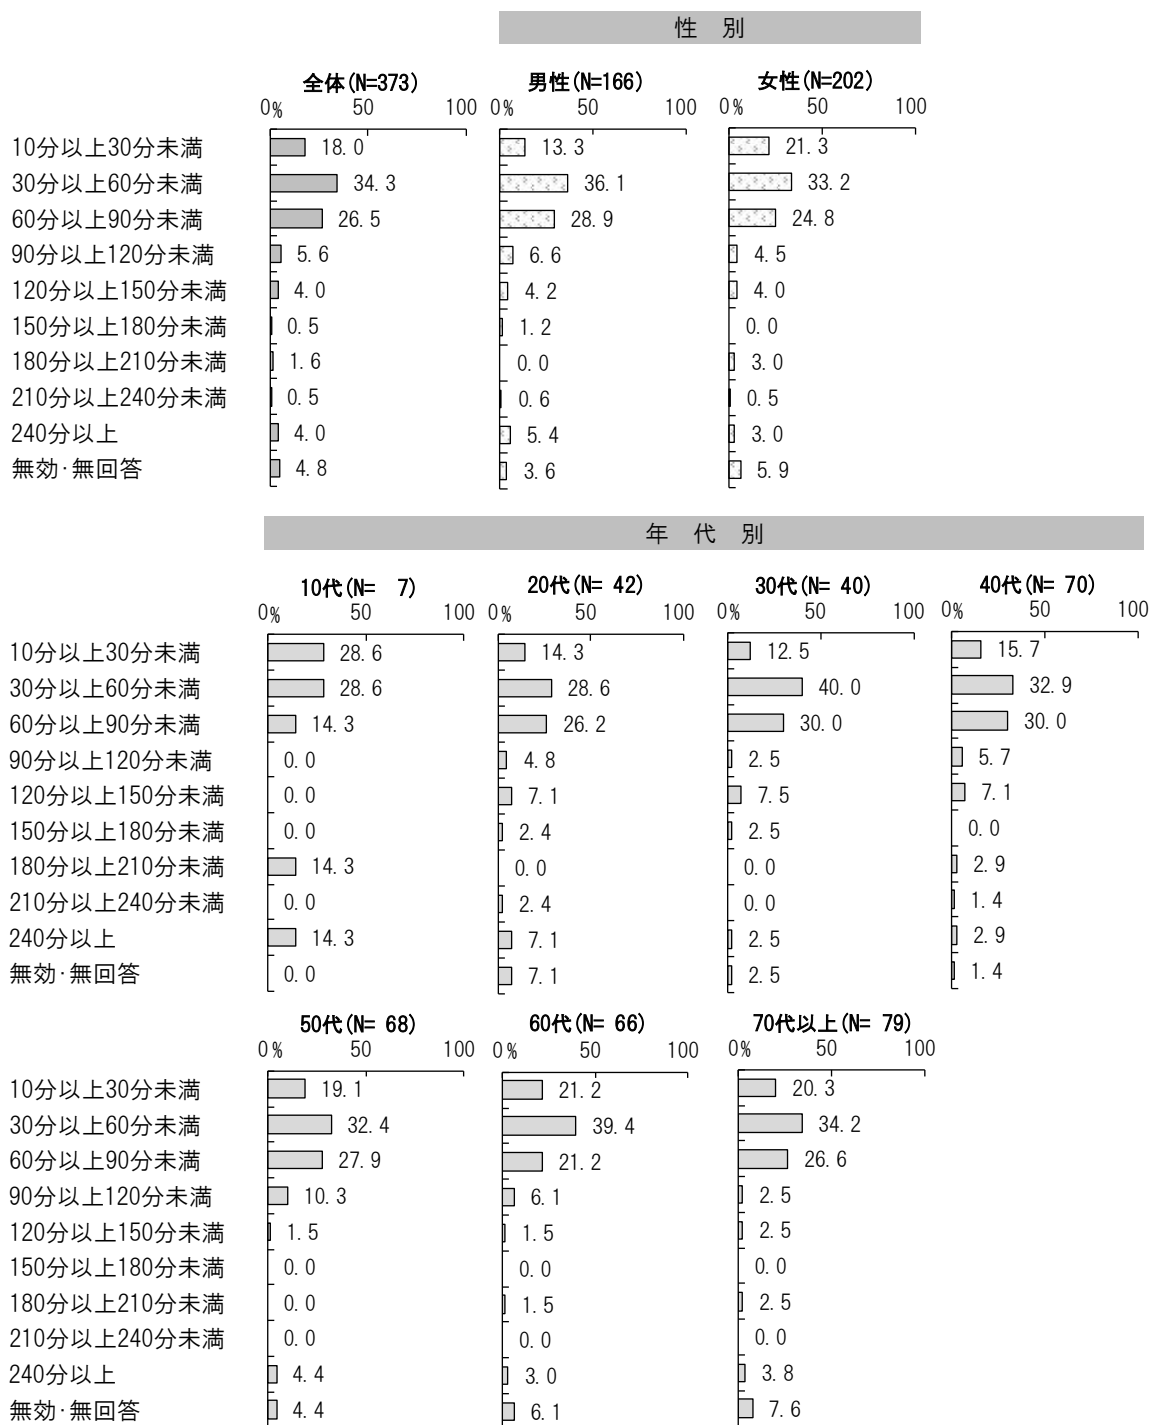 性 別
全体(N=373) 男性(N=166) 女性(N=202)
0% 50 100 0% 50 100 0% 50 100
10分以上30分未満 18.0 13.3 21.3
30分以上60分未満 34.3 36.1 33.2
60分以上90分未満 26.5 28.9 24.8
90分以上120分未満 5.6 6.6 4.5
120分以上150分未満 4.0 4.2 4.0
150分以上180分未満 0.5 1.2 0.0
180分以上210分未満 1.6 0.0 3.0
210分以上240分未満 0.5 0.6 0.5
240分以上 4.0 5.4 3.0
無効･無回答 4.8 3.6 5.9
年 代 別
10代(N= 7) 20代(N= 42) 30代(N= 40) 40代(N= 70)
0% 50 100 0% 50 100 0% 50 100 0% 50 100
10分以上30分未満 28.6 14.3 12.5 15.7
30分以上60分未満 28.6 28.6 40.0 32.9
60分以上90分未満 14.3 26.2 30.0 30.0
90分以上120分未満 0.0 4.8 2.5 5.7
120分以上150分未満 0.0 7.1 7.5 7.1
150分以上180分未満 0.0 2.4 2.5 0.0
180分以上210分未満 14.3 0.0 0.0 2.9
210分以上240分未満 0.0 2.4 0.0 1.4
240分以上 14.3 7.1 2.5 2.9
無効･無回答 0.0 7.1 2.5 1.4
50代(N= 68) 60代(N= 66) 70代以上(N= 79)
0% 50 100 0% 50 100 0% 50 100
10分以上30分未満 19.1 21.2 20.3
30分以上60分未満 32.4 39.4 34.2
60分以上90分未満 27.9 21.2 26.6
90分以上120分未満 10.3 6.1 2.5
120分以上150分未満 1.5 1.5 2.5
150分以上180分未満 0.0 0.0 0.0
180分以上210分未満 0.0 1.5 2.5
210分以上240分未満 0.0 0.0 0.0
240分以上 4.4 3.0 3.8
無効･無回答 4.4 6.1 7.6